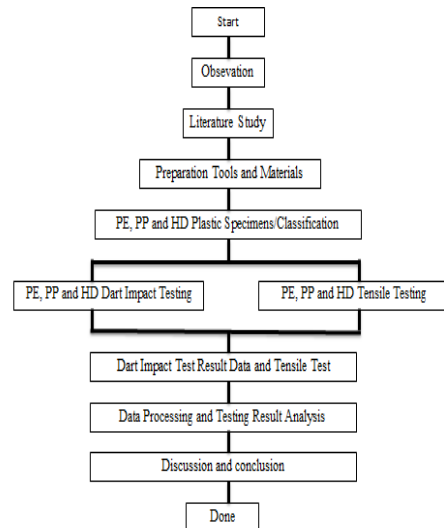 Start
Obsevation
Literature Study
Preparation Tools and Materials
PE, PP and HD Plastic Specimens/Classification
PE, PP and HD Dart Impact Testing
PE, PP and HD Tensile Testing
Dart Impact Test Result Data and Tensile Test
Data Processing and Testing Result Analysis
Discussion and conclusion
Done